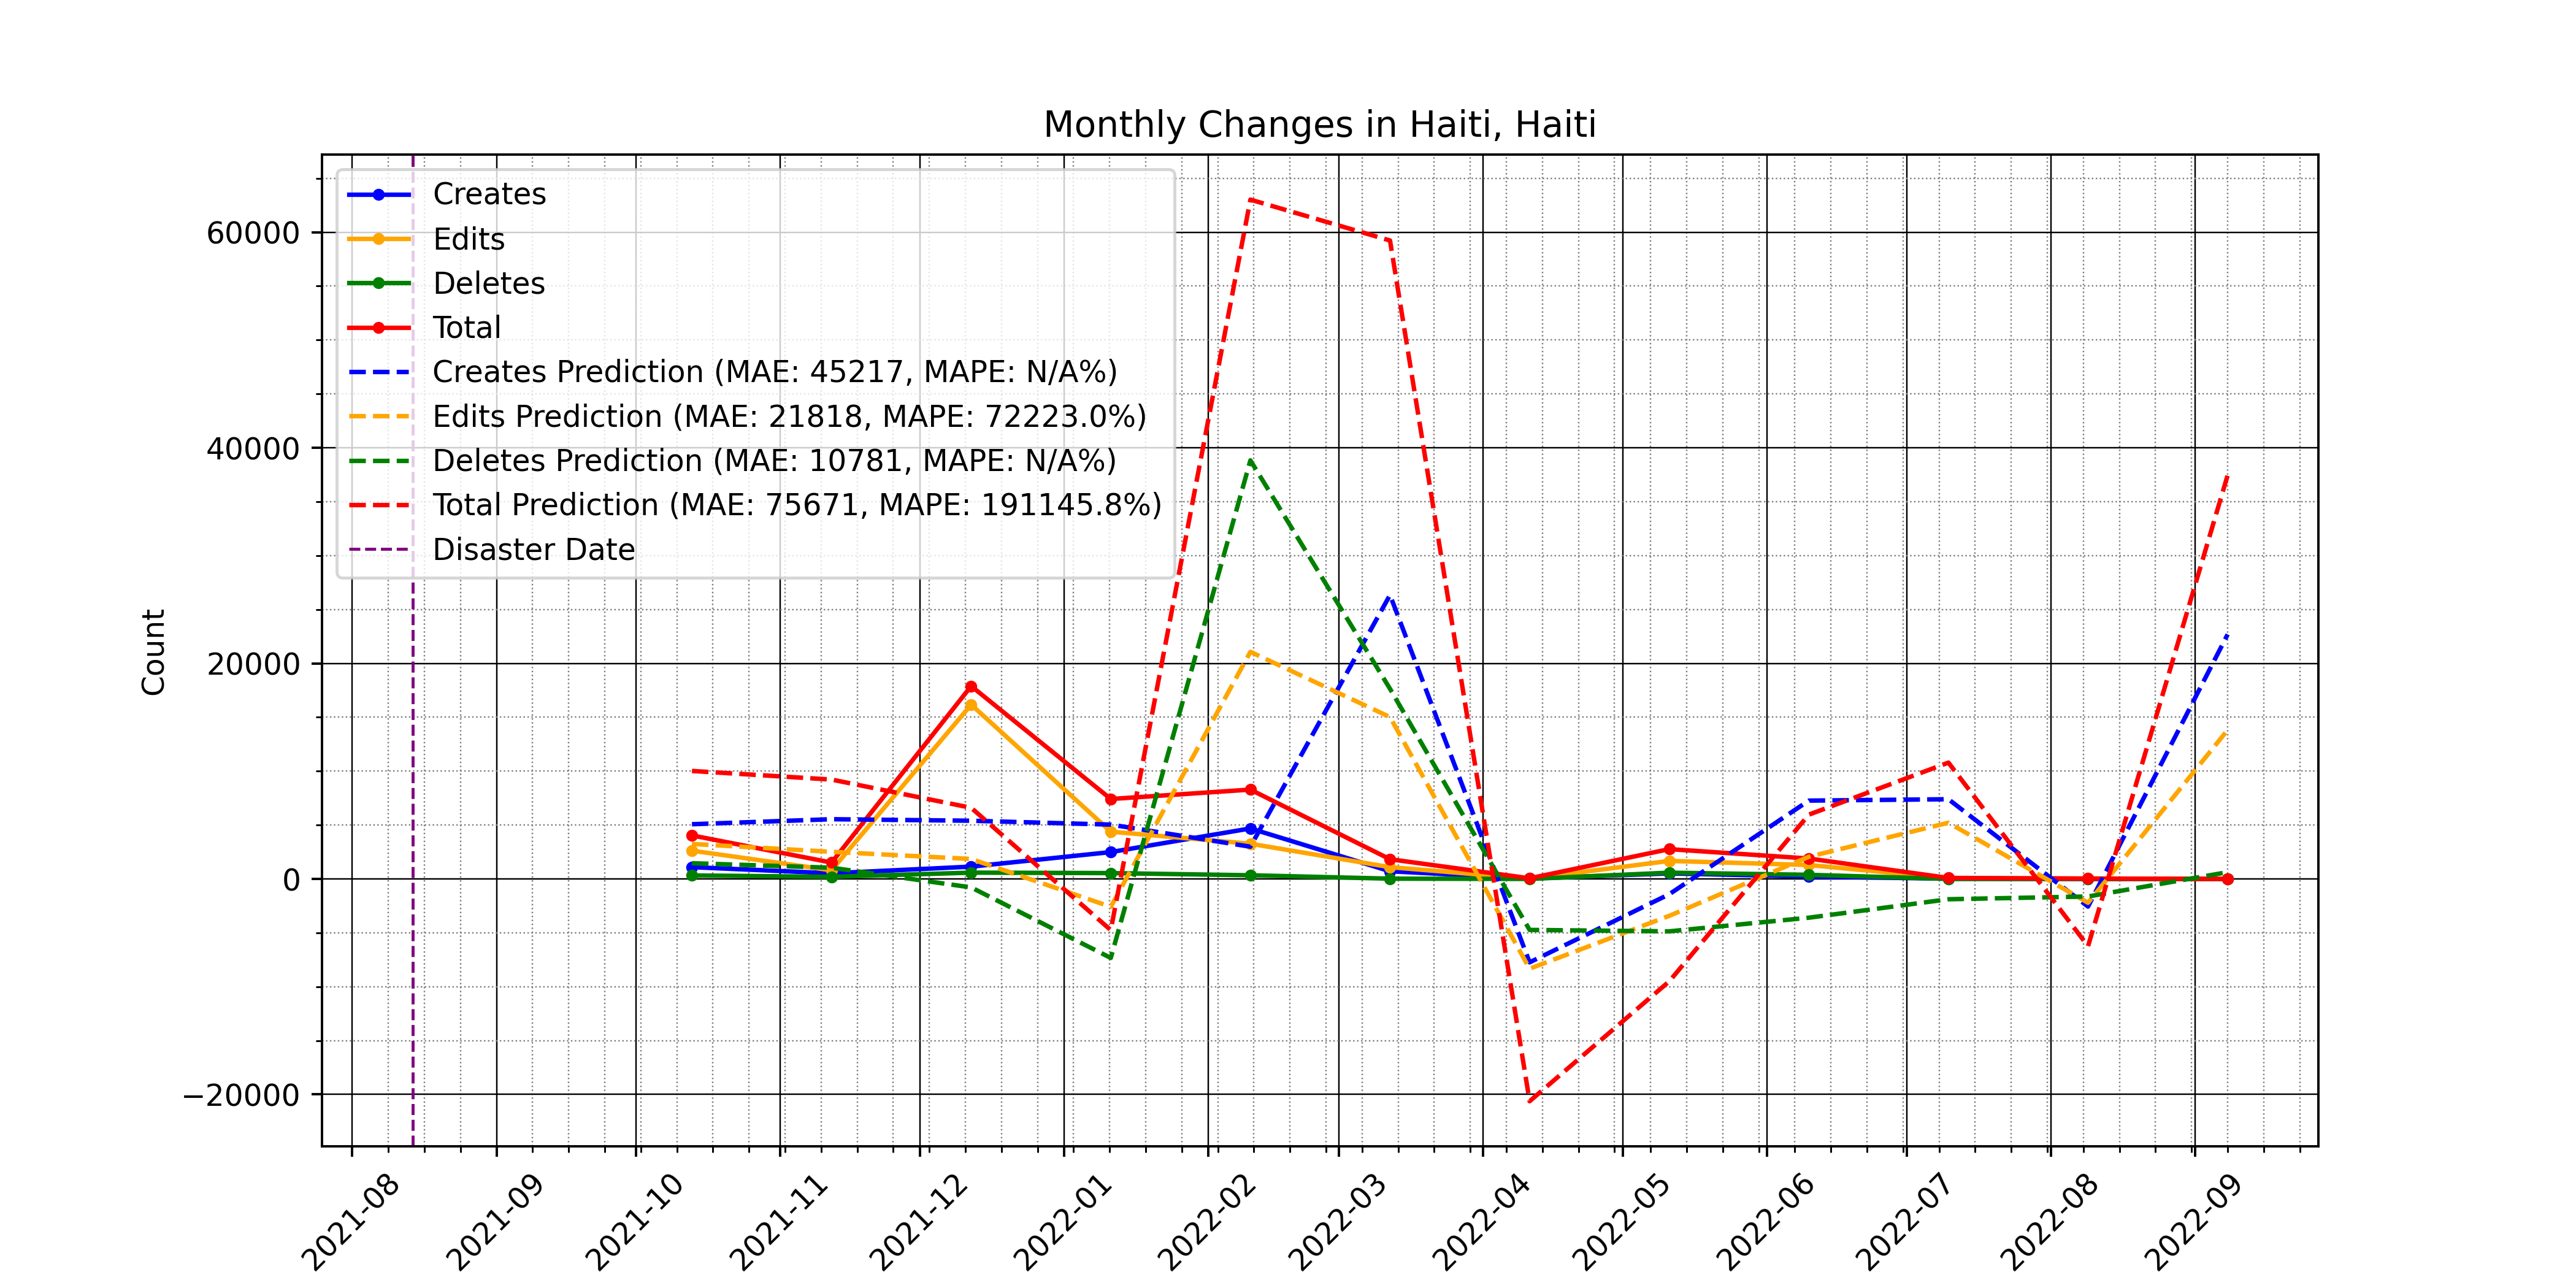 Monthly Changes in Haiti, Haiti
Creates
Edits
Deletes
Total
Creates Prediction (MAE: 45217, MAPE: N/A%)
Edits Prediction (MAE: 21818, MAPE: 72223.0%)
Deletes Prediction (MAE: 10781, MAPE: N/A%)
Total Prediction (MAE: 75671, MAPE: 191145.8%)
Disaster Date
Count
60000
40000
20000
0
−20000
2021-08
2021-09
2021-10
2021-11
2021-12
2022-01
2022-02
2022-03
2022-04
2022-05
2022-06
2022-07
2022-08
2022-09